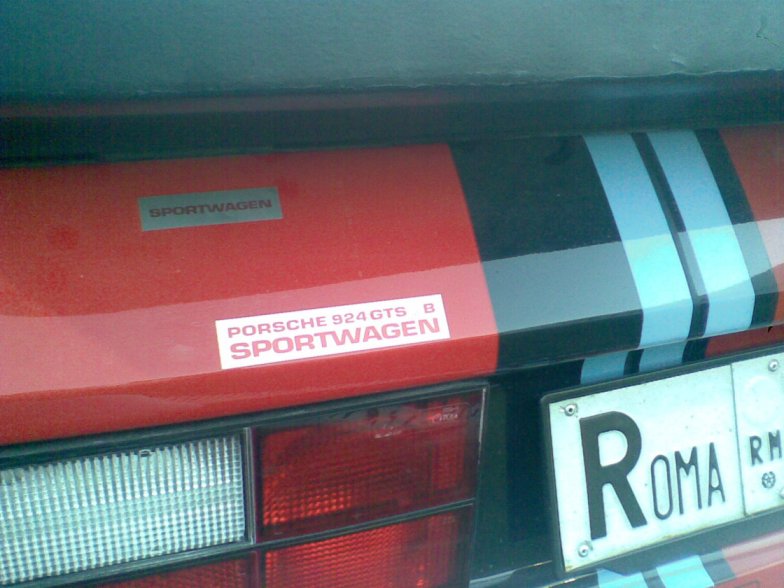 SPORTWAGEN
PORSCHE 924 GTS B
SPORTWAGEN
ROMA
RM